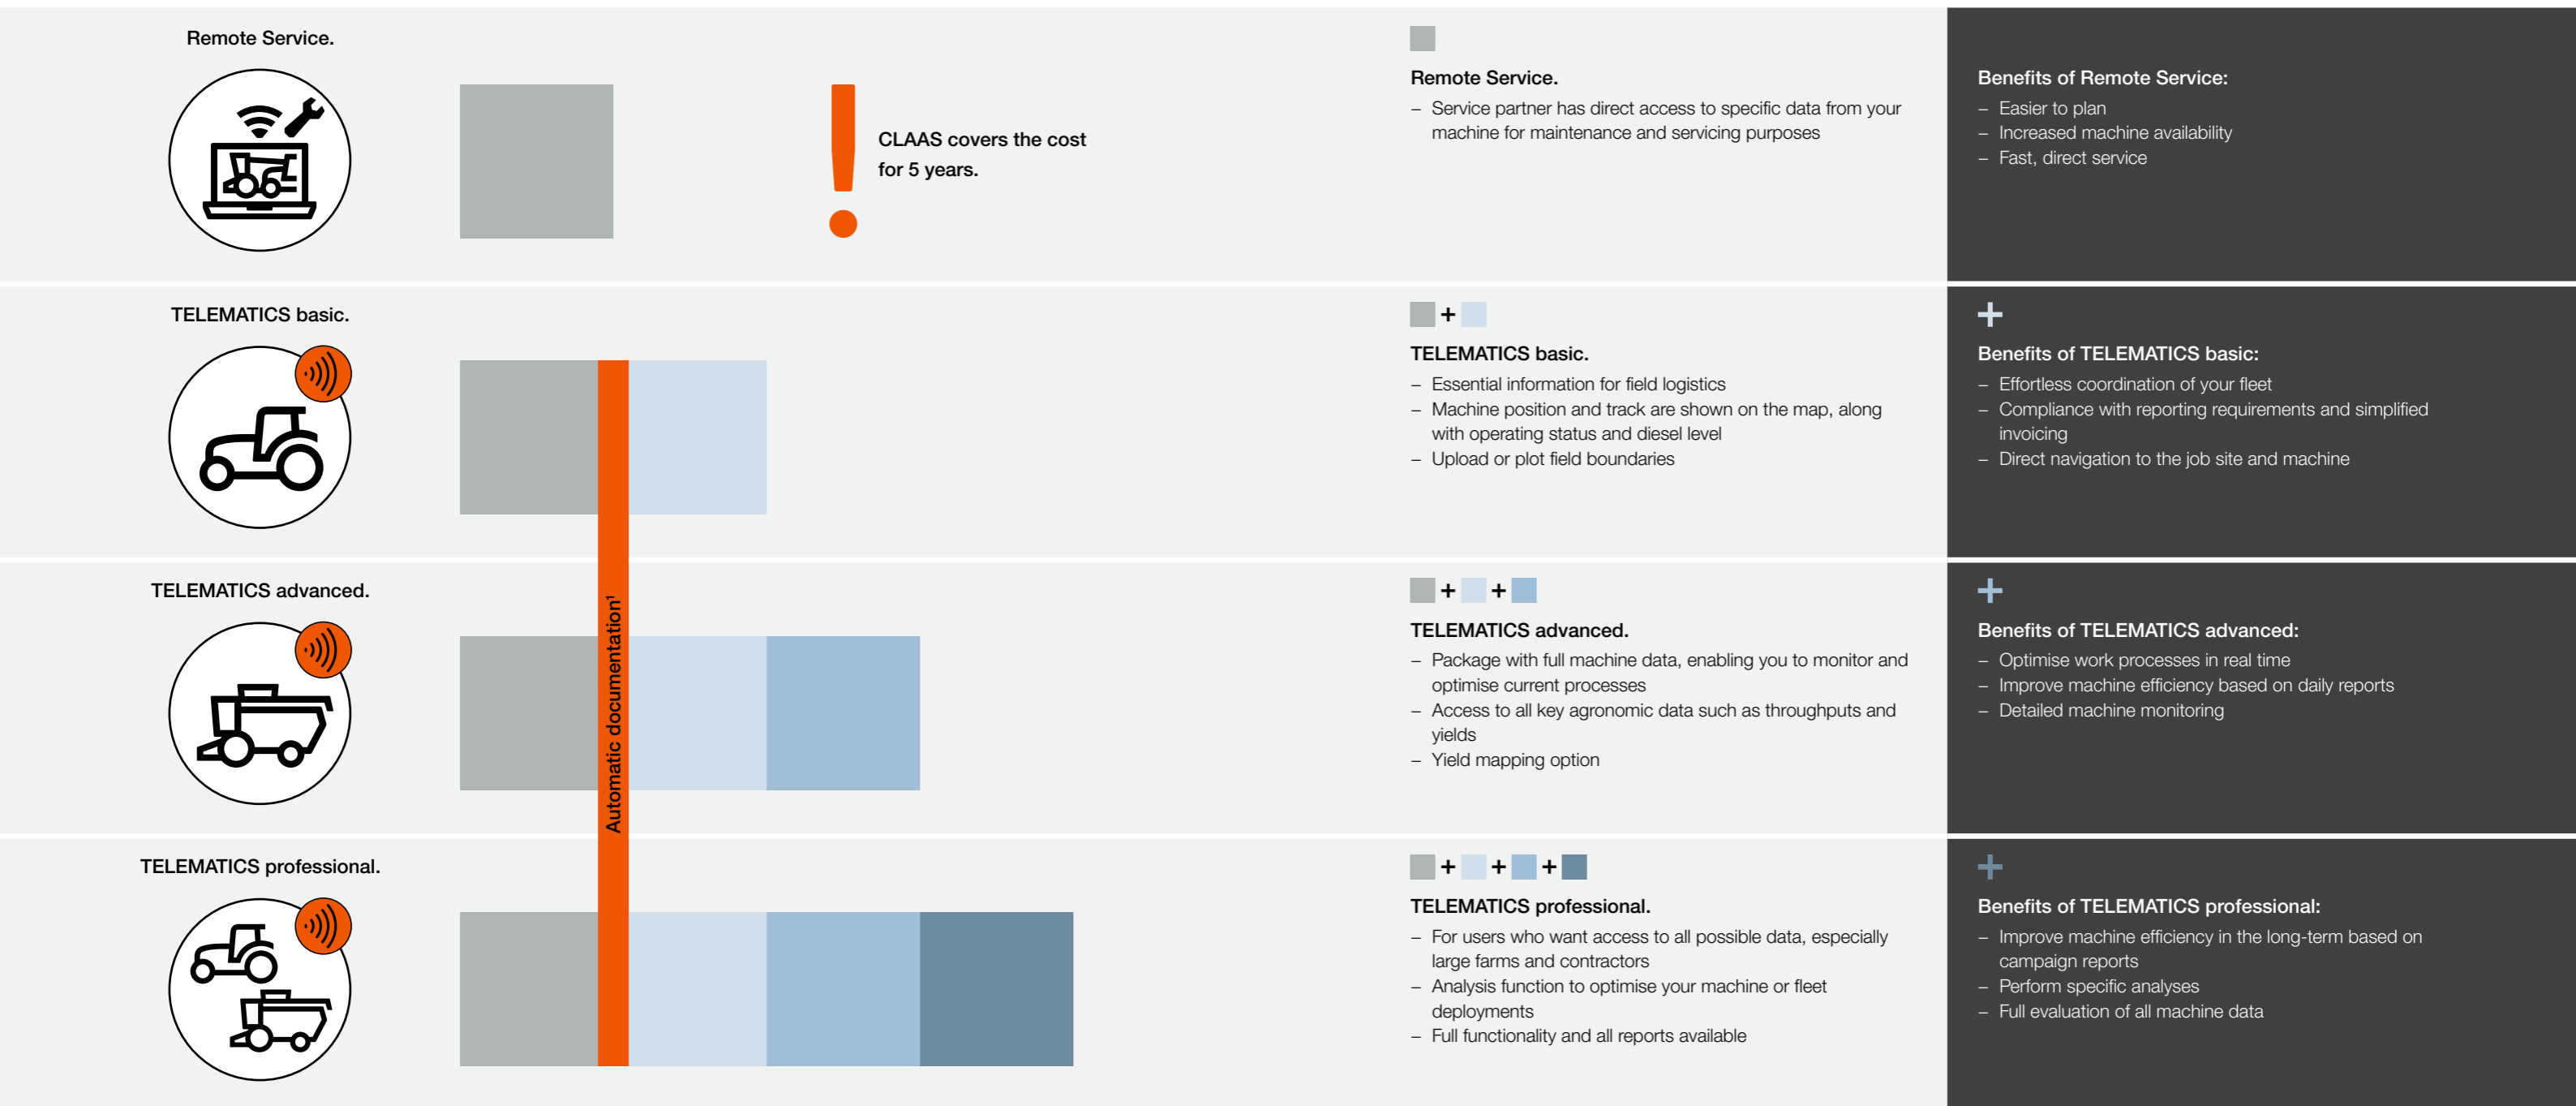 Remote Service.
CLAAS covers the cost
for 5 years.
Remote Service.
– Service partner has direct access to specific data from your
machine for maintenance and servicing purposes
Benefits of Remote Service:
– Easier to plan
– Increased machine availability
– Fast, direct service
TELEMATICS basic.
+
TELEMATICS basic.
– Essential information for field logistics
– Machine position and track are shown on the map, along
with operating status and diesel level
– Upload or plot field boundaries
+
Benefits of TELEMATICS basic:
– Effortless coordination of your fleet
– Compliance with reporting requirements and simplified
invoicing
– Direct navigation to the job site and machine
Automatic documentation¹
TELEMATICS advanced.
+ +
TELEMATICS advanced.
– Package with full machine data, enabling you to monitor and
optimise current processes
– Access to all key agronomic data such as throughputs and
yields
– Yield mapping option
+
Benefits of TELEMATICS advanced:
– Optimise work processes in real time
– Improve machine efficiency based on daily reports
– Detailed machine monitoring
TELEMATICS professional.
+ + +
TELEMATICS professional.
– For users who want access to all possible data, especially
large farms and contractors
– Analysis function to optimise your machine or fleet
deployments
– Full functionality and all reports available
+
Benefits of TELEMATICS professional:
– Improve machine efficiency in the long-term based on
campaign reports
– Perform specific analyses
– Full evaluation of all machine data